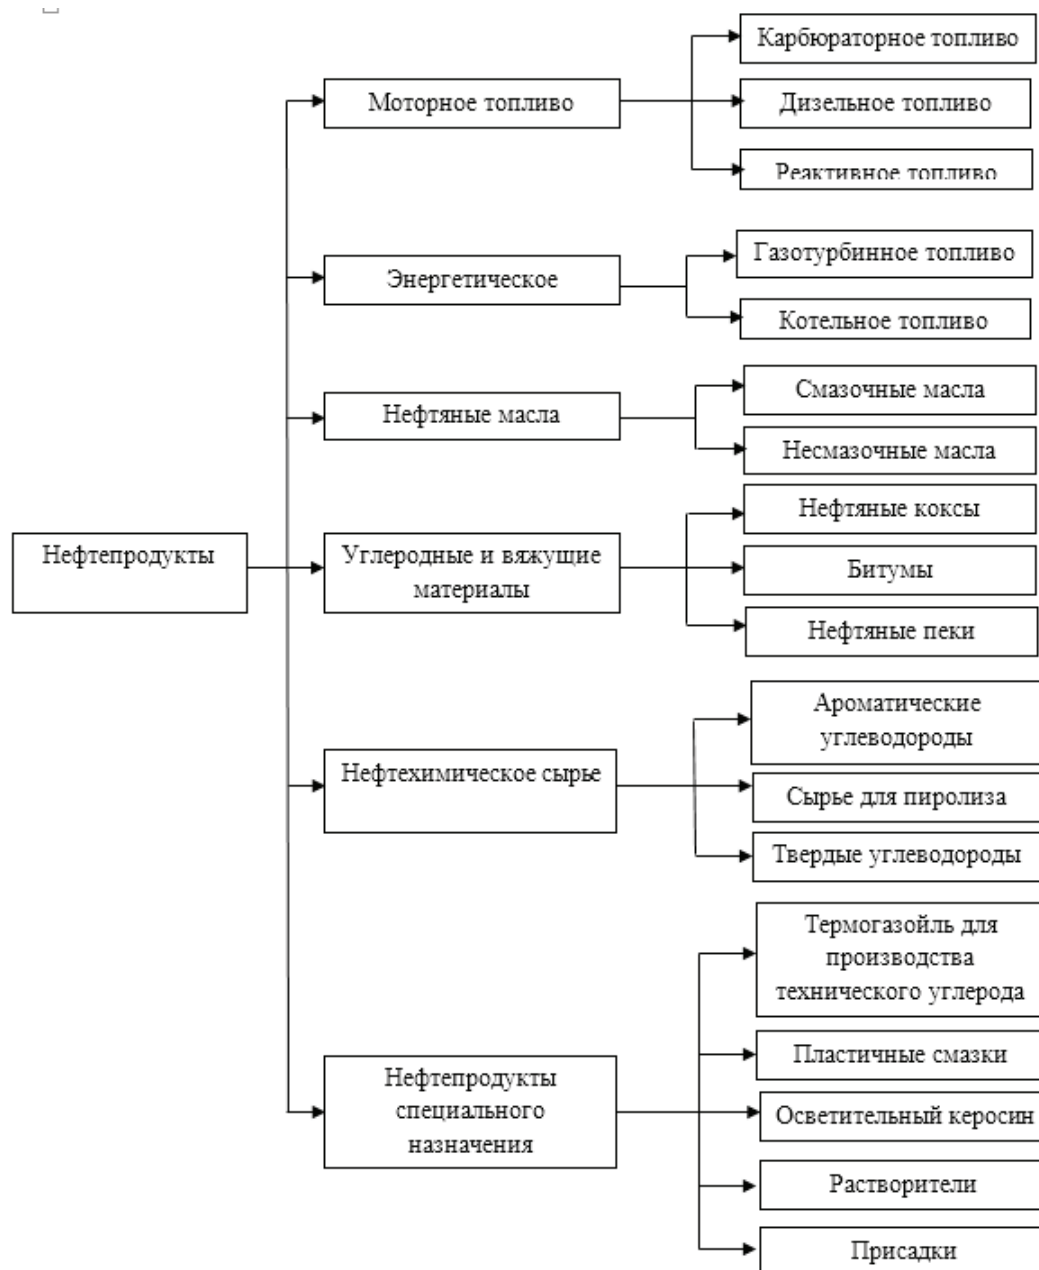 Нефтепродукты
Моторное топливо
Карбюраторное топливо
Дизельное топливо
Реактивное топливо
Энергетическое
Газотурбинное топливо
Котельное топливо
Нефтяные масла
Смазочные масла
Несмазочные масла
Углеродные и вяжущие
материалы
Нефтяные коксы
Битумы
Нефтяные пеки
Нефтехимическое сырье
Ароматические
углеводороды
Сырье для пиролиза
Твердые углеводороды
Нефтепродукты
специального
назначения
Термогазойль для
производства
технического углерода
Пластичные смазки
Осветительный керосин
Растворители
Присадки